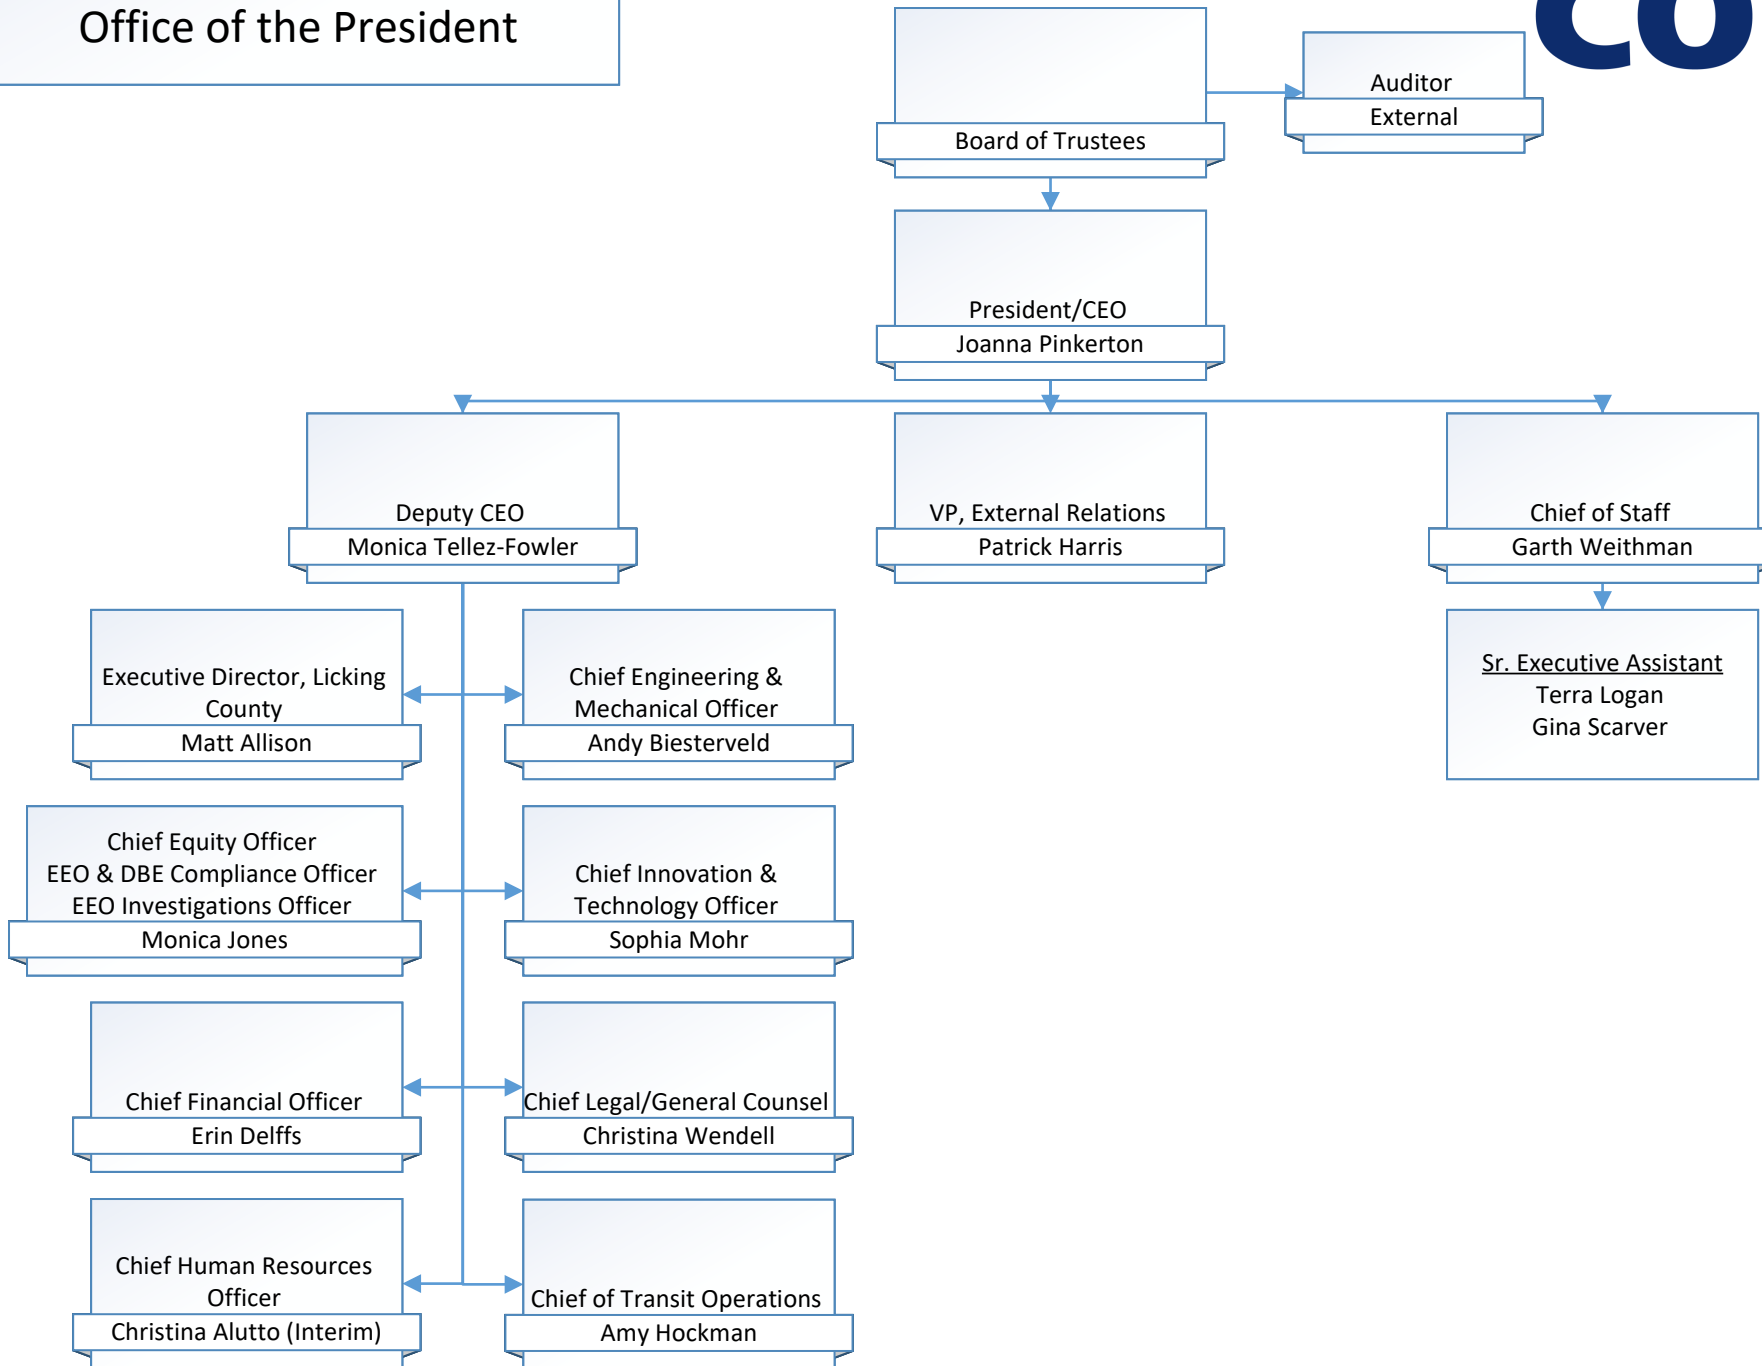 Office of the President
co
Auditor
External
Board of Trustees
President/CEO
Joanna Pinkerton
Deputy CEO
Monica Tellez-Fowler
VP, External Relations
Patrick Harris
Chief of Staff
Garth Weithman
Executive Director, Licking
County
Matt Allison
Chief Engineering &
Mechanical Officer
Andy Biesterveld
Sr. Executive Assistant
Terra Logan
Gina Scarver
Chief Equity Officer
EEO & DBE Compliance Officer
EEO Investigations Officer
Monica Jones
Chief Innovation &
Technology Officer
Sophia Mohr
Chief Financial Officer
Erin Delffs
Chief Legal/General Counsel
Christina Wendell
Chief Human Resources
Officer
Christina Alutto (Interim)
Chief of Transit Operations
Amy Hockman